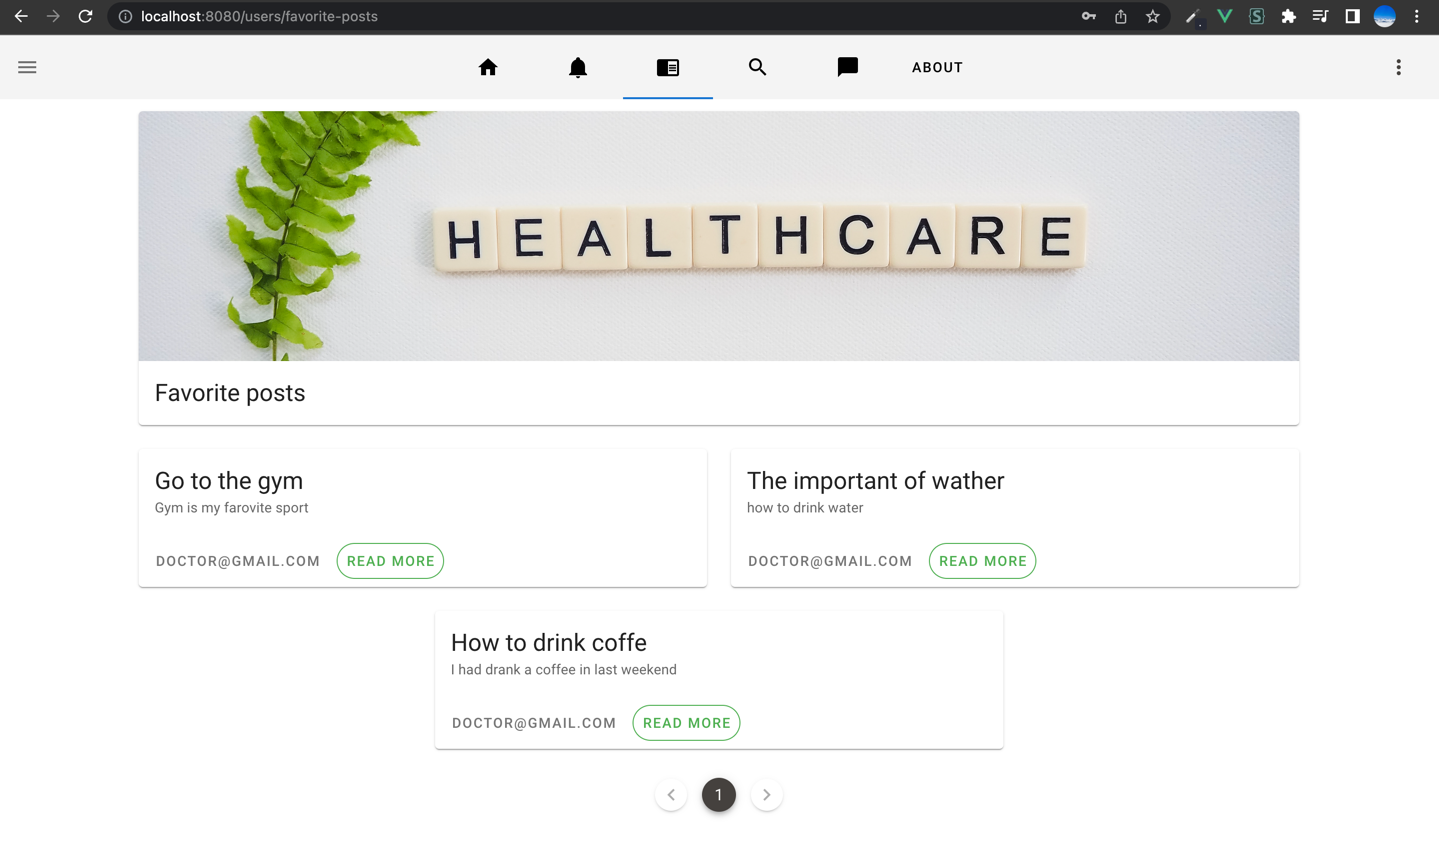 localhost:8080/users/favorite-posts
ABOUT
HEALTHCARE
Favorite posts
Go to the gym
Gym is my farovite sport
DOCTOR@GMAIL.COM READ MORE
The important of wather
how to drink water
DOCTOR@GMAIL.COM READ MORE
How to drink coffe
I had drank a coffee in last weekend
DOCTOR@GMAIL.COM READ MORE
1